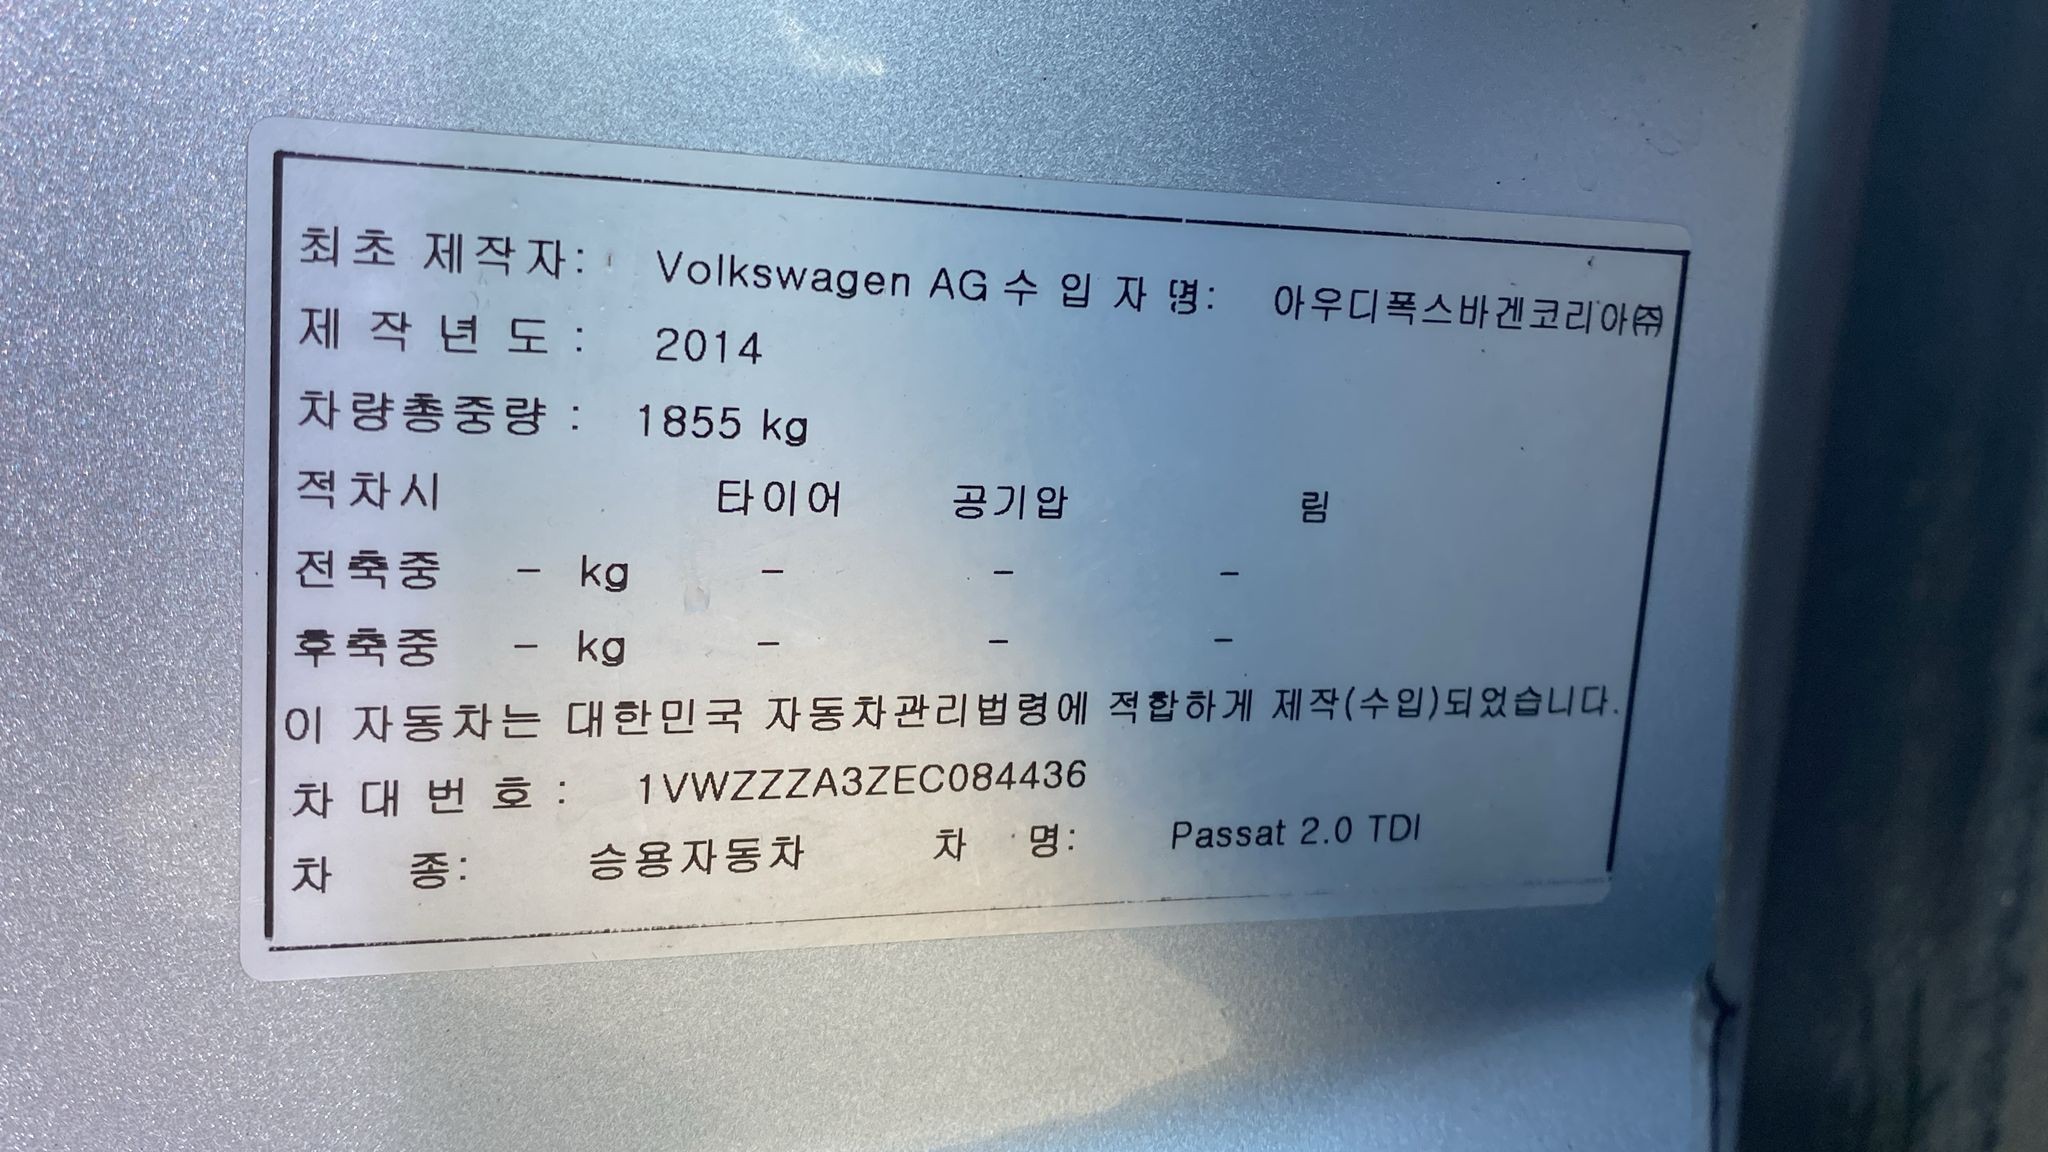 최초 제작자: Volkswagen AG 수 입 자 명: 아우디폭스바겐코리아㈜
제 작 년 도 : 2014
차량총중량 : 1855 kg
적차시 타이어 공기압 림
전축중 - kg - - -
후축중 - kg - - -
이 자동차는 대한민국 자동차관리법령에 적합하게 제작(수입)되었습니다.
차 대 번 호 : 1VWZZZA3ZEC084436
차 종: 승용자동차 차 명: Passat 2.0 TDI